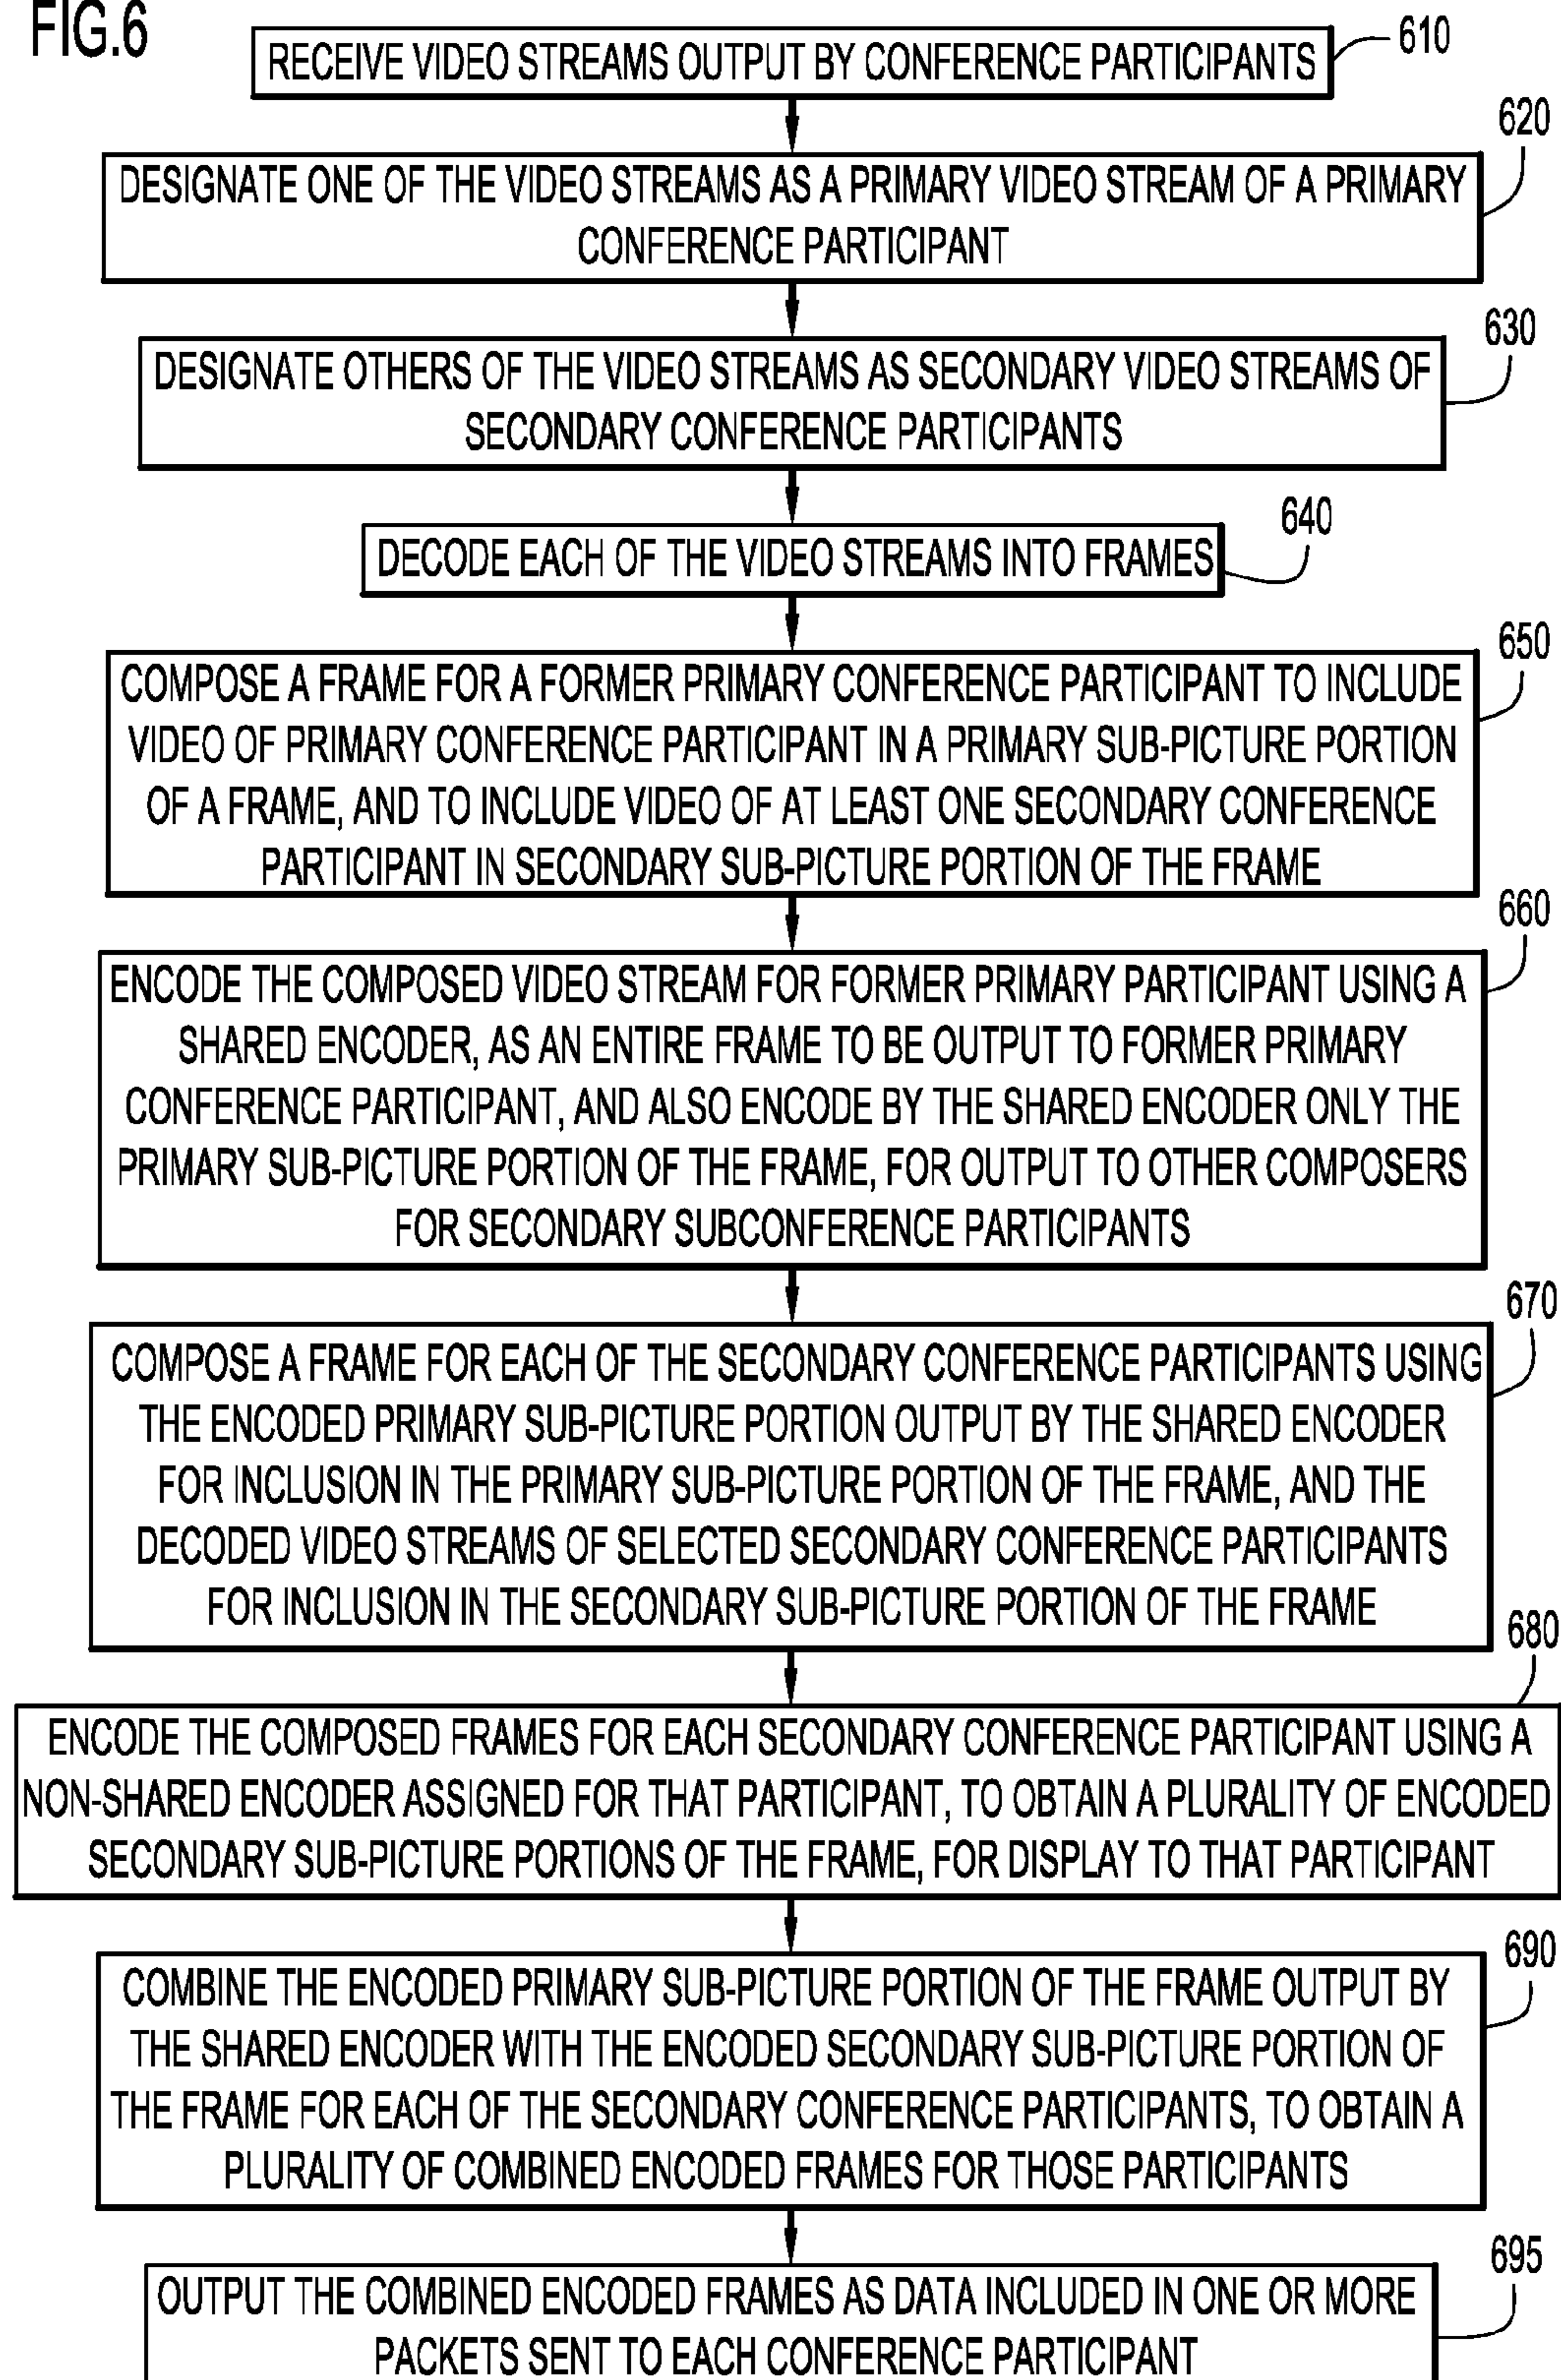 FIG.6
RECEIVE VIDEO STREAMS OUTPUT BY CONFERENCE PARTICIPANTS
610
620
DESIGNATE ONE OF THE VIDEO STREAMS AS A PRIMARY VIDEO STREAM OF A PRIMARY
CONFERENCE PARTICIPANT
630
DESIGNATE OTHERS OF THE VIDEO STREAMS AS SECONDARY VIDEO STREAMS OF
SECONDARY CONFERENCE PARTICIPANTS
640
DECODE EACH OF THE VIDEO STREAMS INTO FRAMES
650
COMPOSE A FRAME FOR A FORMER PRIMARY CONFERENCE PARTICIPANT TO INCLUDE
VIDEO OF PRIMARY CONFERENCE PARTICIPANT IN A PRIMARY SUB-PICTURE PORTION
OF A FRAME, AND TO INCLUDE VIDEO OF AT LEAST ONE SECONDARY CONFERENCE
PARTICIPANT IN SECONDARY SUB-PICTURE PORTION OF THE FRAME
660
ENCODE THE COMPOSED VIDEO STREAM FOR FORMER PRIMARY PARTICIPANT USING A
SHARED ENCODER, AS AN ENTIRE FRAME TO BE OUTPUT TO FORMER PRIMARY
CONFERENCE PARTICIPANT, AND ALSO ENCODE BY THE SHARED ENCODER ONLY THE
PRIMARY SUB-PICTURE PORTION OF THE FRAME, FOR OUTPUT TO OTHER COMPOSERS
FOR SECONDARY SUBCONFERENCE PARTICIPANTS
670
COMPOSE A FRAME FOR EACH OF THE SECONDARY CONFERENCE PARTICIPANTS USING
THE ENCODED PRIMARY SUB-PICTURE PORTION OUTPUT BY THE SHARED ENCODER
FOR INCLUSION IN THE PRIMARY SUB-PICTURE PORTION OF THE FRAME, AND THE
DECODED VIDEO STREAMS OF SELECTED SECONDARY CONFERENCE PARTICIPANTS
FOR INCLUSION IN THE SECONDARY SUB-PICTURE PORTION OF THE FRAME
680
ENCODE THE COMPOSED FRAMES FOR EACH SECONDARY CONFERENCE PARTICIPANT USING A
NON-SHARED ENCODER ASSIGNED FOR THAT PARTICIPANT, TO OBTAIN A PLURALITY OF ENCODED
SECONDARY SUB-PICTURE PORTIONS OF THE FRAME, FOR DISPLAY TO THAT PARTICIPANT
690
COMBINE THE ENCODED PRIMARY SUB-PICTURE PORTION OF THE FRAME OUTPUT BY
THE SHARED ENCODER WITH THE ENCODED SECONDARY SUB-PICTURE PORTION OF
THE FRAME FOR EACH OF THE SECONDARY CONFERENCE PARTICIPANTS, TO OBTAIN A
PLURALITY OF COMBINED ENCODED FRAMES FOR THOSE PARTICIPANTS
695
OUTPUT THE COMBINED ENCODED FRAMES AS DATA INCLUDED IN ONE OR MORE
PACKETS SENT TO EACH CONFERENCE PARTICIPANT